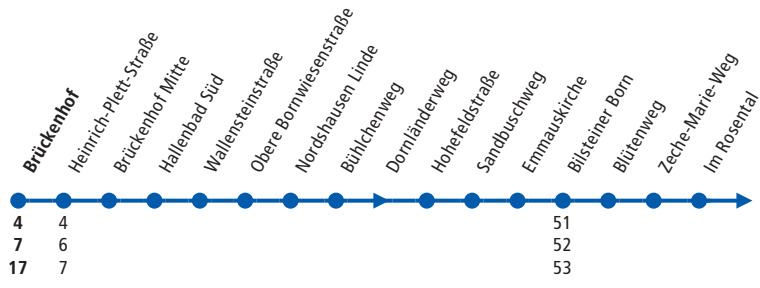 Brückenhof
Heinrich-Plett-Straße
Brückenhof Mitte
Hallenbad Süd
Wallensteinstraße
Obere Bornwiesenstraße
Nordshausen Linde
Bühlchenweg
Dornländerweg
Hohefeldstraße
Sandbuschweg
Emmauskirche
Bilsteiner Born
Blütenweg
Zeche-Marie-Weg
Im Rosental
4 4 51
7 6 52
17 7 53